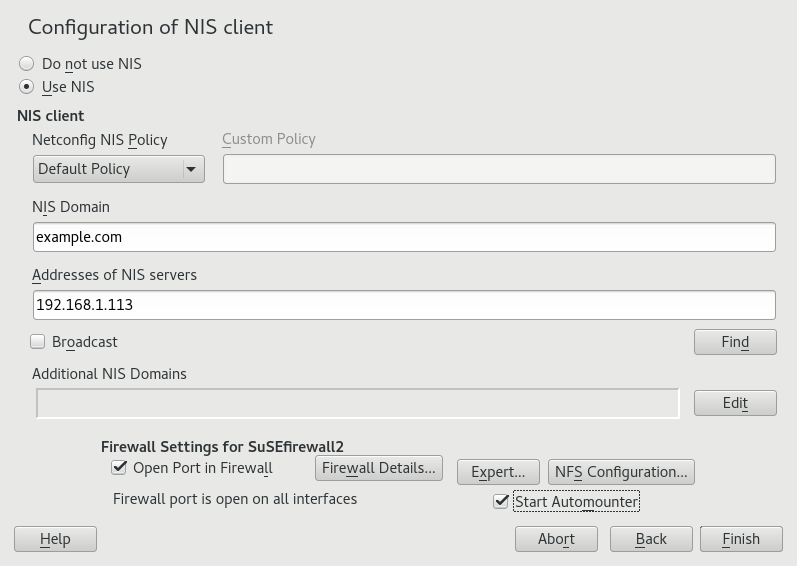 Configuration of NIS client
Do not use NIS
Use NIS
NIS client
Netconfig NIS Policy Custom Policy
Default Policy
NIS Domain
example.com
Addresses of NIS servers
192.168.1.113
Broadcast Find
Additional NIS Domains
Edit
Firewall Settings for SuSEfirewall2
Open Port in Firewall Firewall Details... Expert... NFS Configuration...
Firewall port is open on all interfaces Start Automounter
Help Abort Back Finish